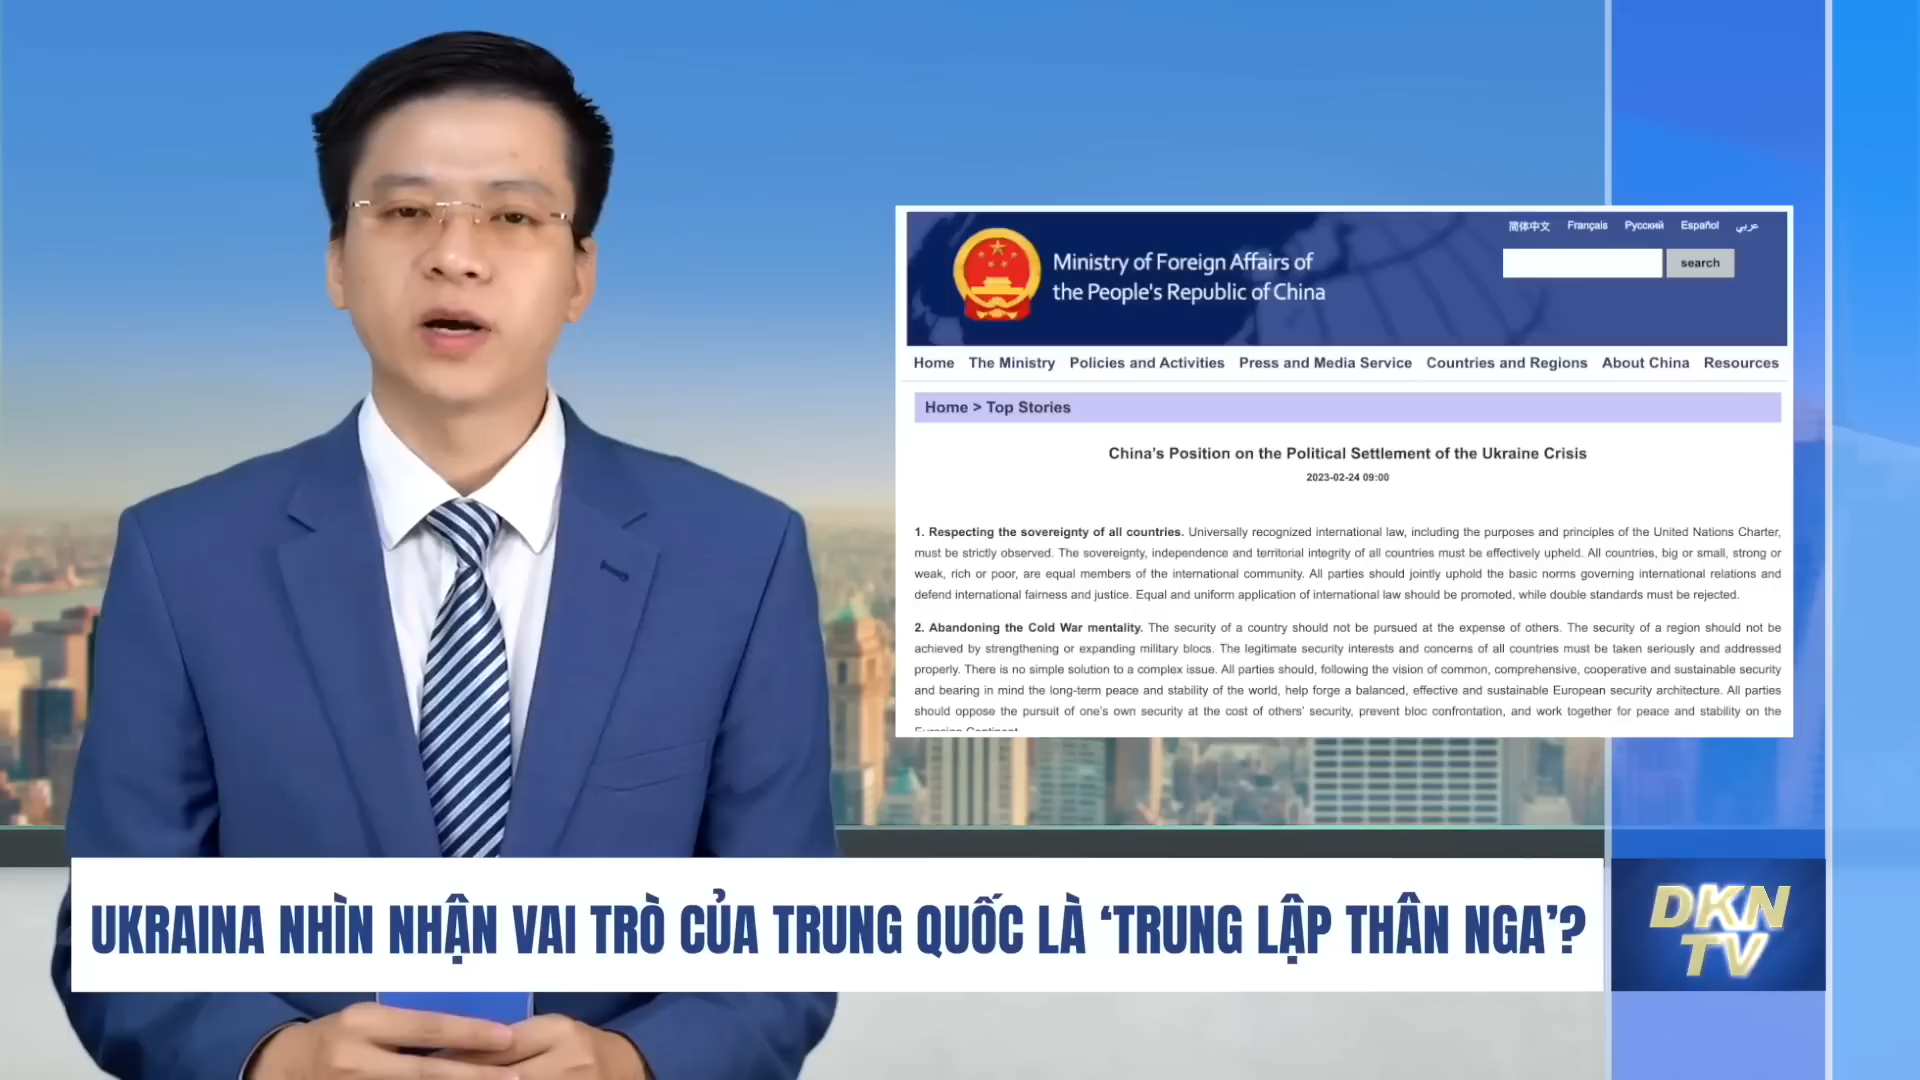 简体中文 Français Русский Español عربي
Ministry of Foreign Affairs of
the People's Republic of China
search
Home The Ministry Policies and Activities Press and Media Service Countries and Regions About China Resources
Home > Top Stories
China's Position on the Political Settlement of the Ukraine Crisis
2023-02-24 09:00
1. Respecting the sovereignty of all countries. Universally recognized international law, including the purposes and principles of the United Nations Charter,
must be strictly observed. The sovereignty, independence and territorial integrity of all countries must be effectively upheld. All countries, big or small, strong or
weak, rich or poor, are equal members of the international community. All parties should jointly uphold the basic norms governing international relations and
defend international fairness and justice. Equal and uniform application of international law should be promoted, while double standards must be rejected.
2. Abandoning the Cold War mentality. The security of a country should not be pursued at the expense of others. The security of a region should not be
achieved by strengthening or expanding military blocs. The legitimate security interests and concerns of all countries must be taken seriously and addressed
properly. There is no simple solution to a complex issue. All parties should, following the vision of common, comprehensive, cooperative and sustainable security
and bearing in mind the long-term peace and stability of the world, help forge a balanced, effective and sustainable European security architecture. All parties
should oppose the pursuit of one's own security at the cost of others' security, prevent bloc confrontation, and work together for peace and stability on the
UKRAINA NHÌN NHẬN VAI TRÒ CỦA TRUNG QUỐC LÀ ‘TRUNG LẬP THÂN NGA’?
DKN
TV